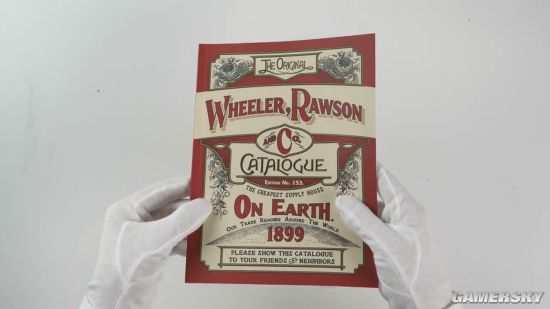 The Original
Wheeler, Rawson
and Co.
Catalogue
Edition No. 153.
The Cheapest Supply House
On Earth.
Our Trade Reaches Around The World
1899
Please show this catalogue
to your friends & neighbors
GAMERSKY